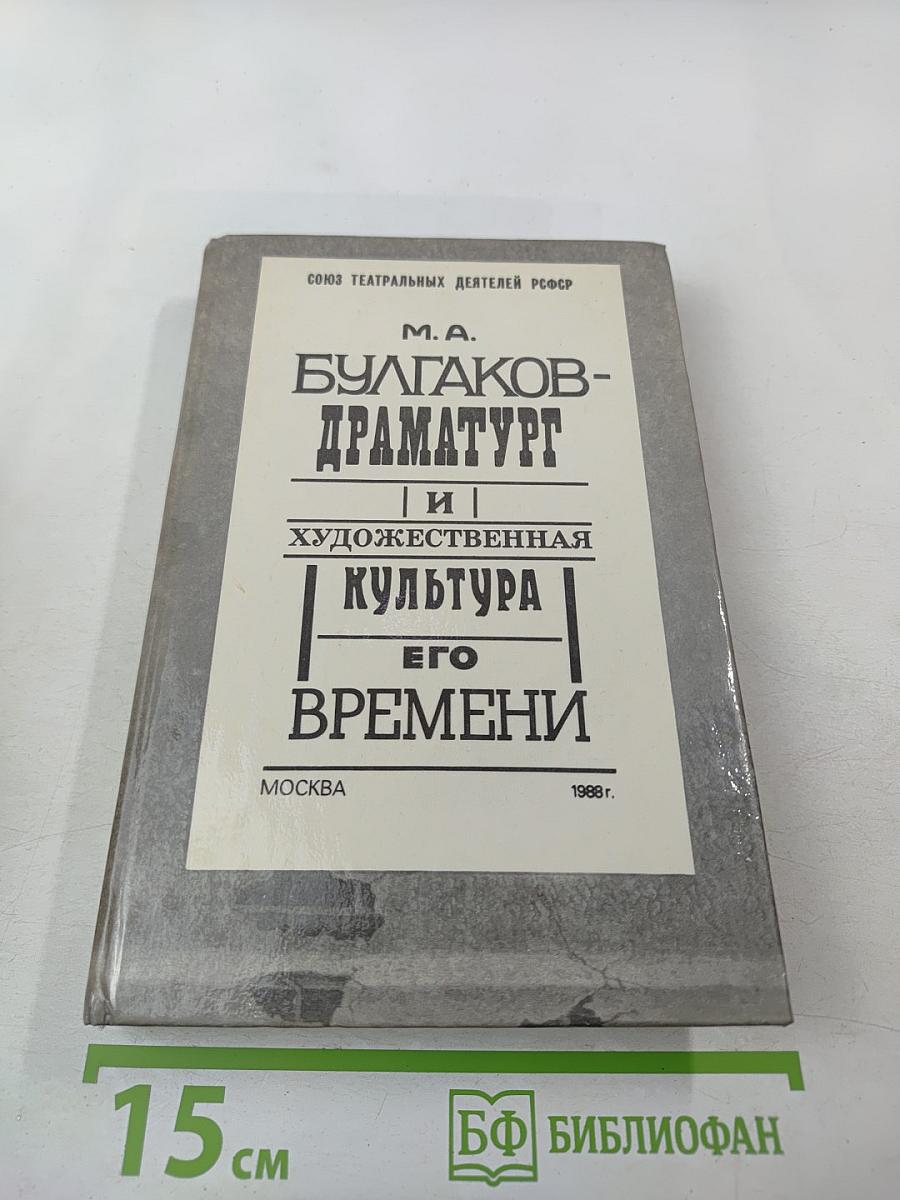 СОЮЗ ТЕАТРАЛЬНЫХ ДЕЯТЕЛЕЙ РСФСР
М. А.
БУЛГАКОВ-
ДРАМАТУРГ
И
ХУДОЖЕСТВЕННАЯ
КУЛЬТУРА
ЕГО
ВРЕМЕНИ
МОСКВА 1988 г.
15 см БФ БИБЛИОФАН